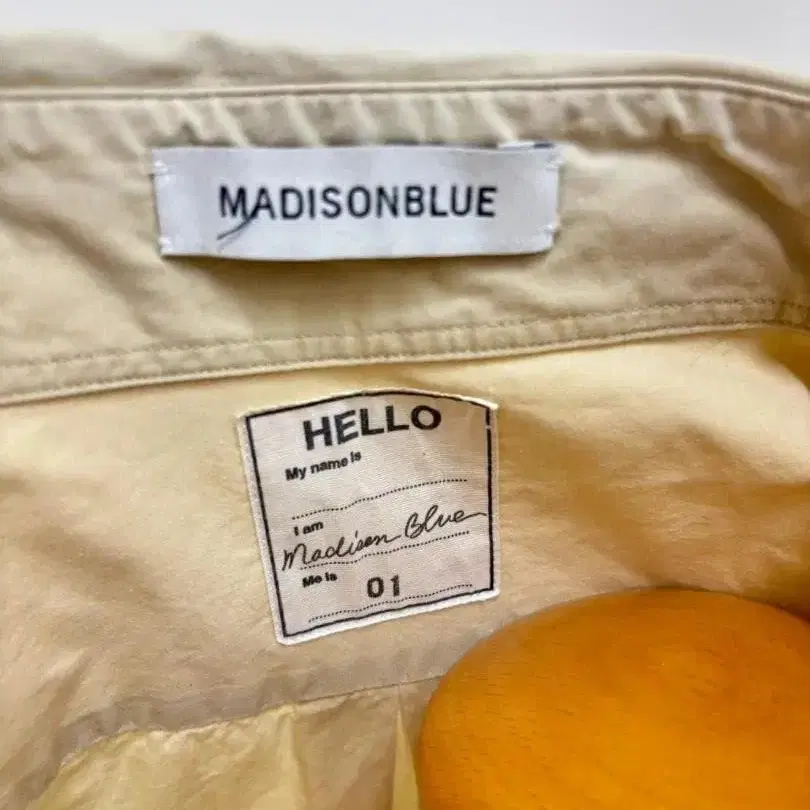 MADISONBLUE
HELLO
My name is
I am
Madison Blue
Me is
01